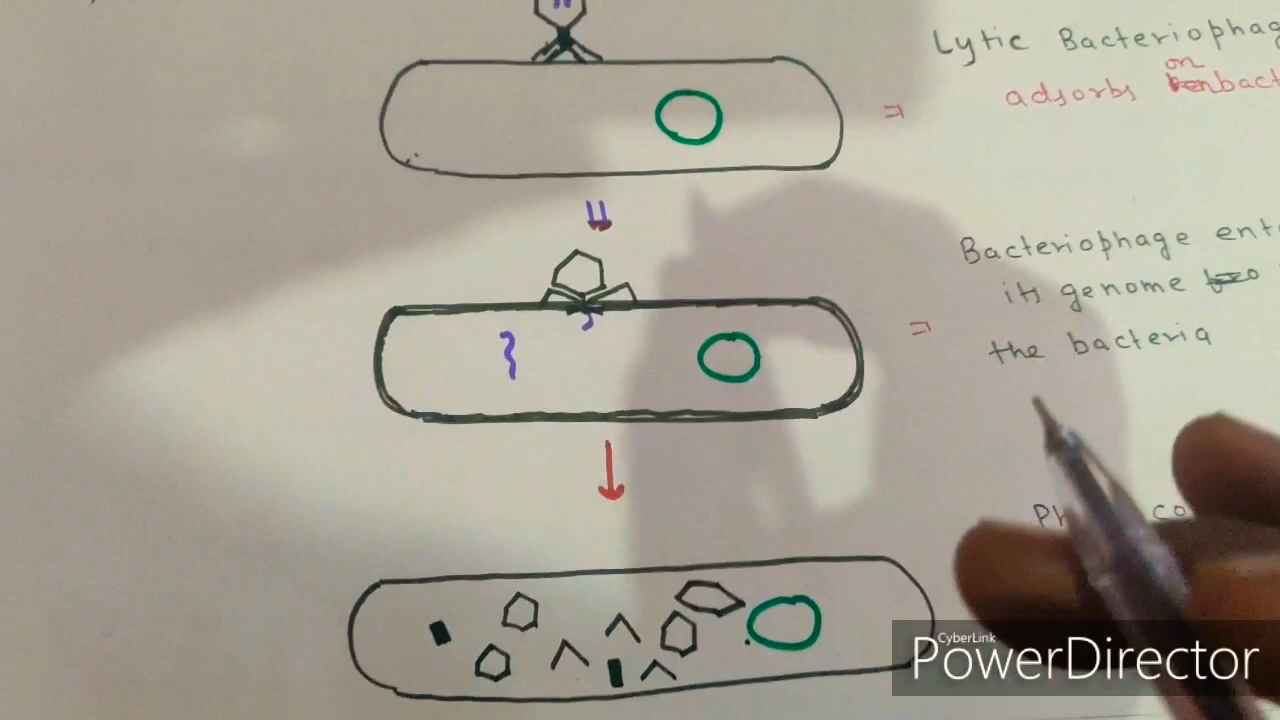 Lytic Bacteriophag
adsorbs on bact
Bacteriophage ent
its genome
the bacteria
CyberLink
PowerDirector